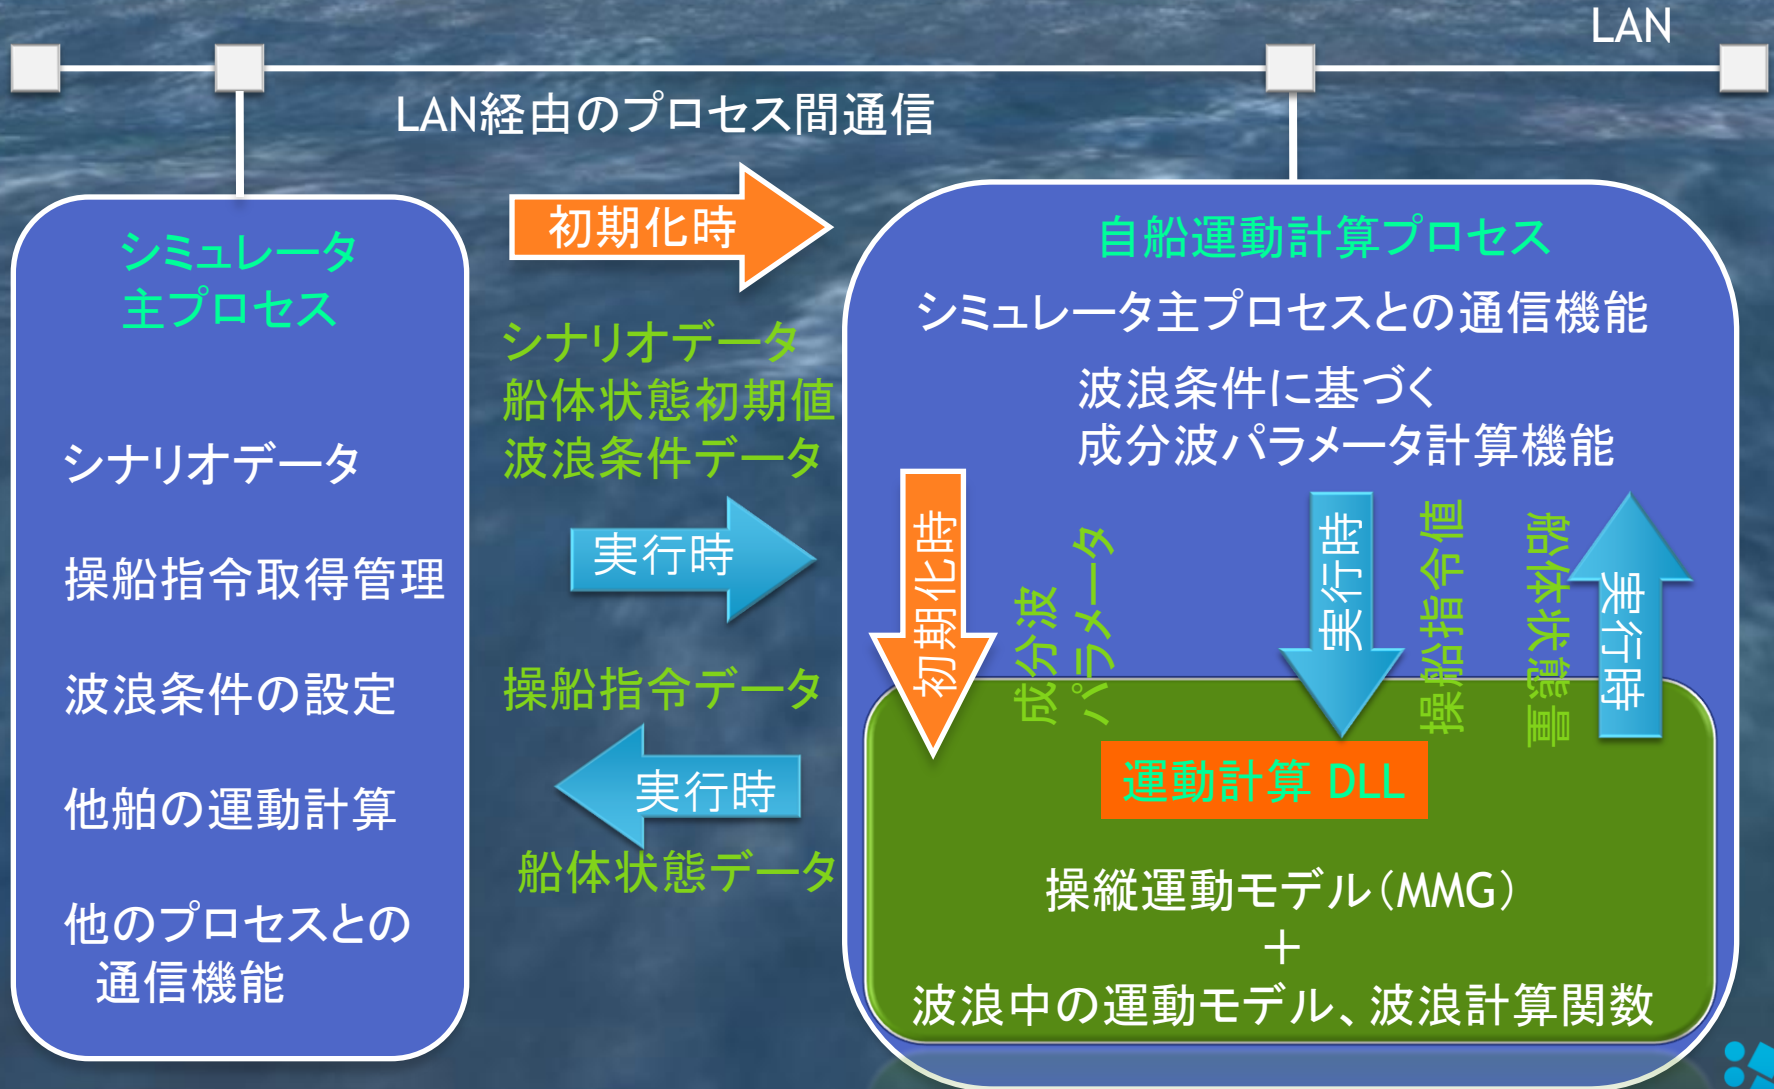 LAN
LAN経由のプロセス間通信
シミュレータ
主プロセス
シナリオデータ
操船指令取得管理
波浪条件の設定
他舶の運動計算
他のプロセスとの
通信機能
初期化時
シナリオデータ
船体状態初期値
波浪条件データ
実行時
操船指令データ
実行時
船体状態データ
自船運動計算プロセス
シミュレータ主プロセスとの通信機能
波浪条件に基づく
成分波パラメータ計算機能
初期化時
成分波
パラメータ
実行時
操船指令値
船体状態量
実行時
運動計算 DLL
操縦運動モデル（MMG）
＋
波浪中の運動モデル、波浪計算関数